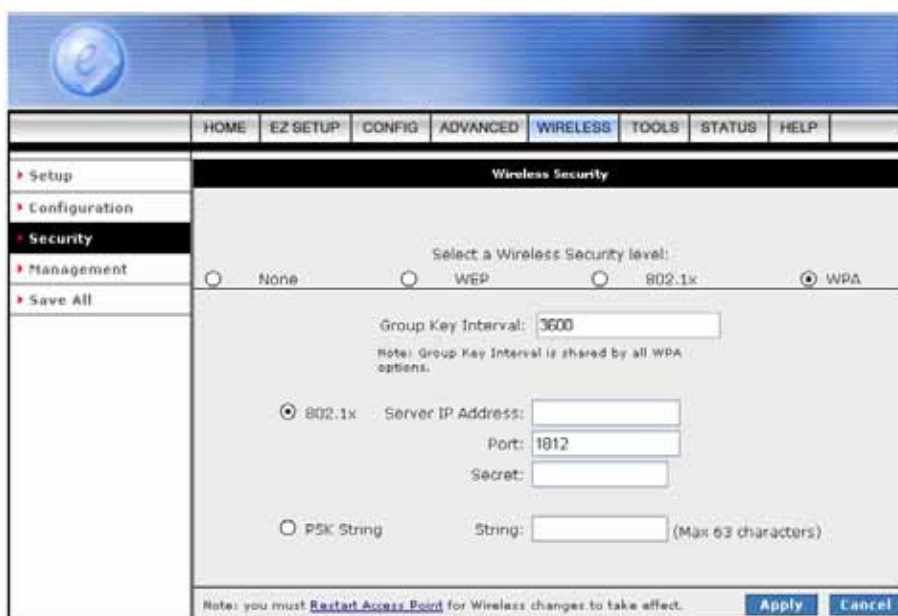 e
HOME EZ SETUP CONFIG ADVANCED WIRELESS TOOLS STATUS HELP
Setup
Configuration
Security
Management
Save All
Wireless Security
Select a Wireless Security level:
None WEP 802.1x WPA
Group Key Interval: 3600
Note: Group Key Interval is shared by all WPA
options.
802.1x Server IP Address:
Port: 1812
Secret:
PSK String String: (Max 63 characters)
Note: you must Restart Access Point for Wireless changes to take effect. Apply Cancel